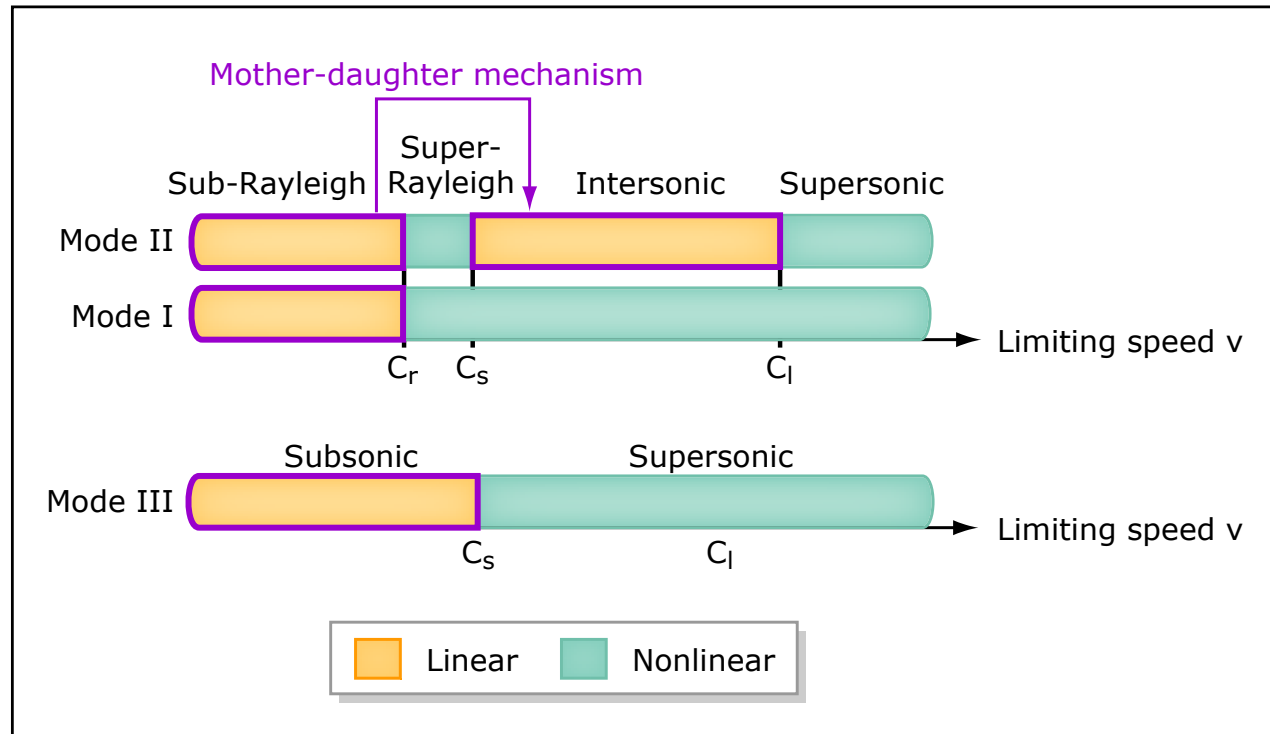 Mother-daughter mechanism
Super-
Rayleigh
Sub-Rayleigh
Intersonic
Supersonic
Mode II
Mode I
Limiting speed v
Cr
Cs
Cl
Subsonic
Supersonic
Mode III
Limiting speed v
Cs
Cl
Linear
Nonlinear